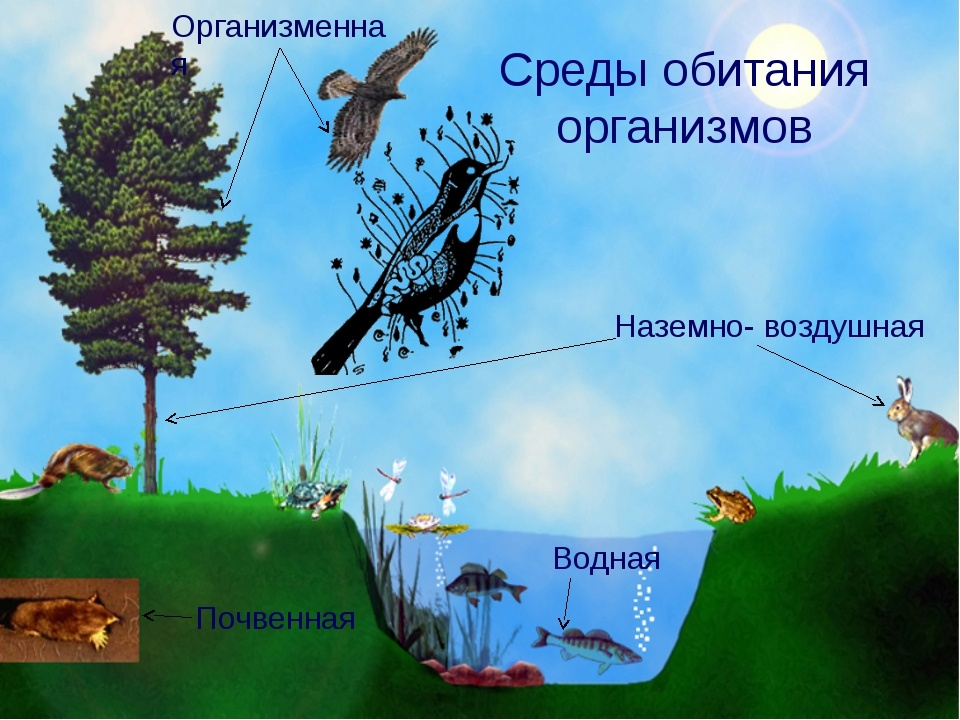 Организменна
я
Среды обитания
организмов
Наземно- воздушная
Водная
Почвенная